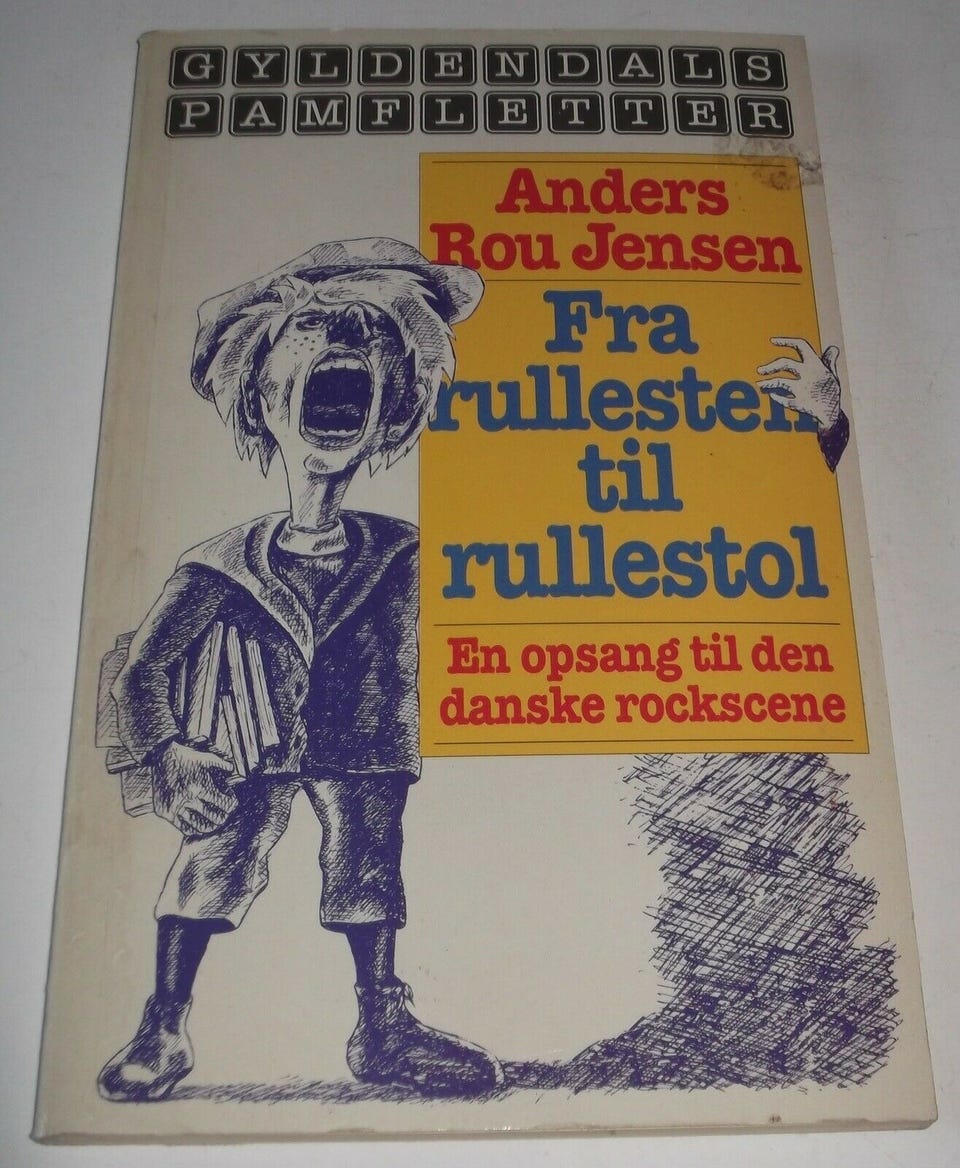 GYLDENDALS
PAMFLETTER
Anders
Rou Jensen
Fra
rullesten
til
rullestol
En opsang til den
danske rockscene